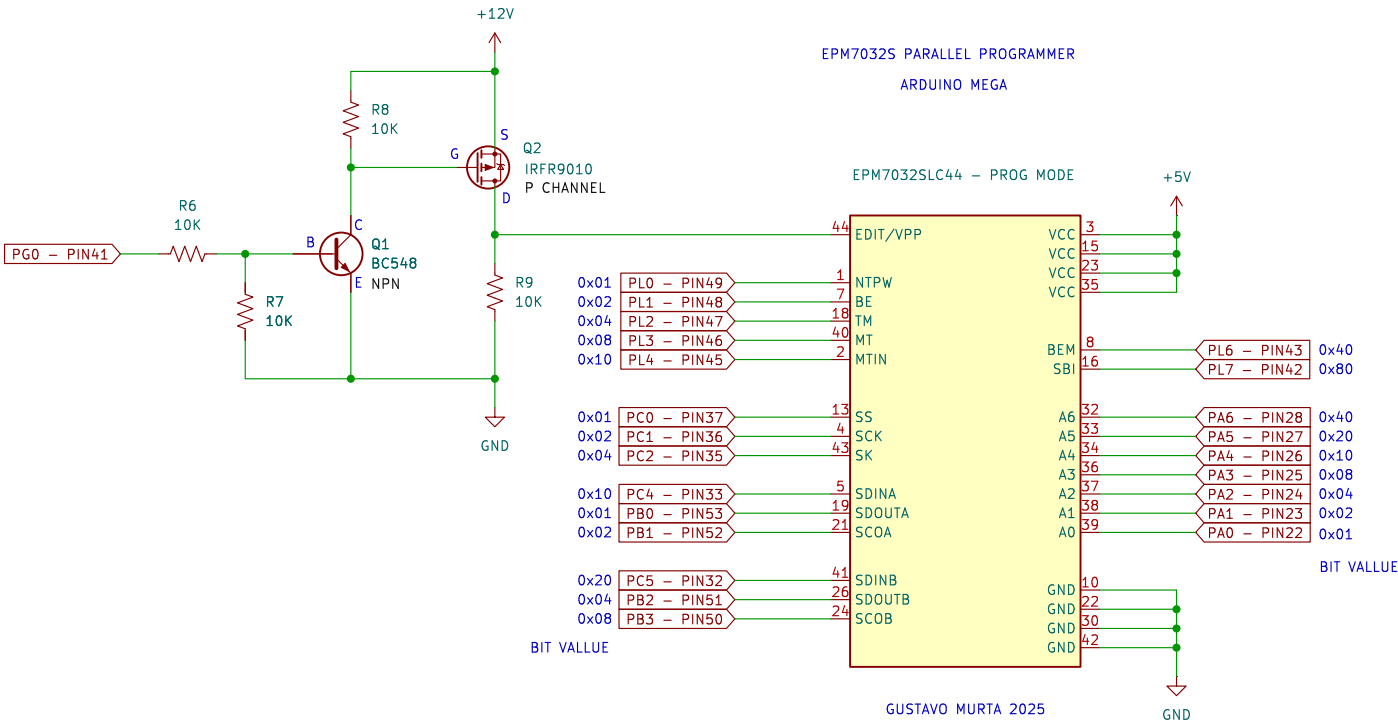 +12V
EPM7032S PARALLEL PROGRAMMER
ARDUINO MEGA
R8
10K
S
G
Q2
IRFR9010
P CHANNEL
D
R6
10K
PG0 - PIN41
B
C
Q1
BC548
E
NPN
R7
10K
R9
10K
GND
EPM7032SLC44 - PROG MODE
+5V
44 EDIT/VPP
0x01 PL0 - PIN49 1 NTPW
0x02 PL1 - PIN48 7 BE
0x04 PL2 - PIN47 18 TM
0x08 PL3 - PIN46 40 MT
0x10 PL4 - PIN45 2 MTIN
0x01 PC0 - PIN37 13 SS
0x02 PC1 - PIN36 4 SCK
0x04 PC2 - PIN35 43 SK
0x10 PC4 - PIN33 5 SDINA
0x01 PB0 - PIN53 19 SDOUTA
0x02 PB1 - PIN52 21 SCOA
0x20 PC5 - PIN32 41 SDINB
0x04 PB2 - PIN51 26 SDOUTB
0x08 PB3 - PIN50 24 SCOB
BIT VALLUE
VCC 3
VCC 15
VCC 23
VCC 35
BEM 8 PL6 - PIN43 0x40
SBI 16 PL7 - PIN42 0x80
A6 32 PA6 - PIN28 0x40
A5 33 PA5 - PIN27 0x20
A4 34 PA4 - PIN26 0x10
A3 36 PA3 - PIN25 0x08
A2 37 PA2 - PIN24 0x04
A1 38 PA1 - PIN23 0x02
A0 39 PA0 - PIN22 0x01
BIT VALLUE
GND 10
GND 22
GND 30
GND 42
GND
GUSTAVO MURTA 2025